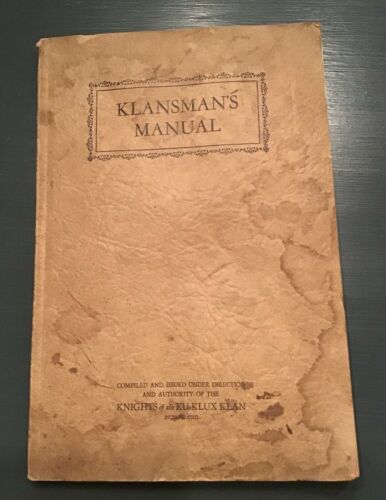 KLANSMAN'S
MANUAL
COMPILED AND ISSUED UNDER DIRECTION
AND AUTHORITY OF THE
KNIGHTS of the KU KLUX KLAN